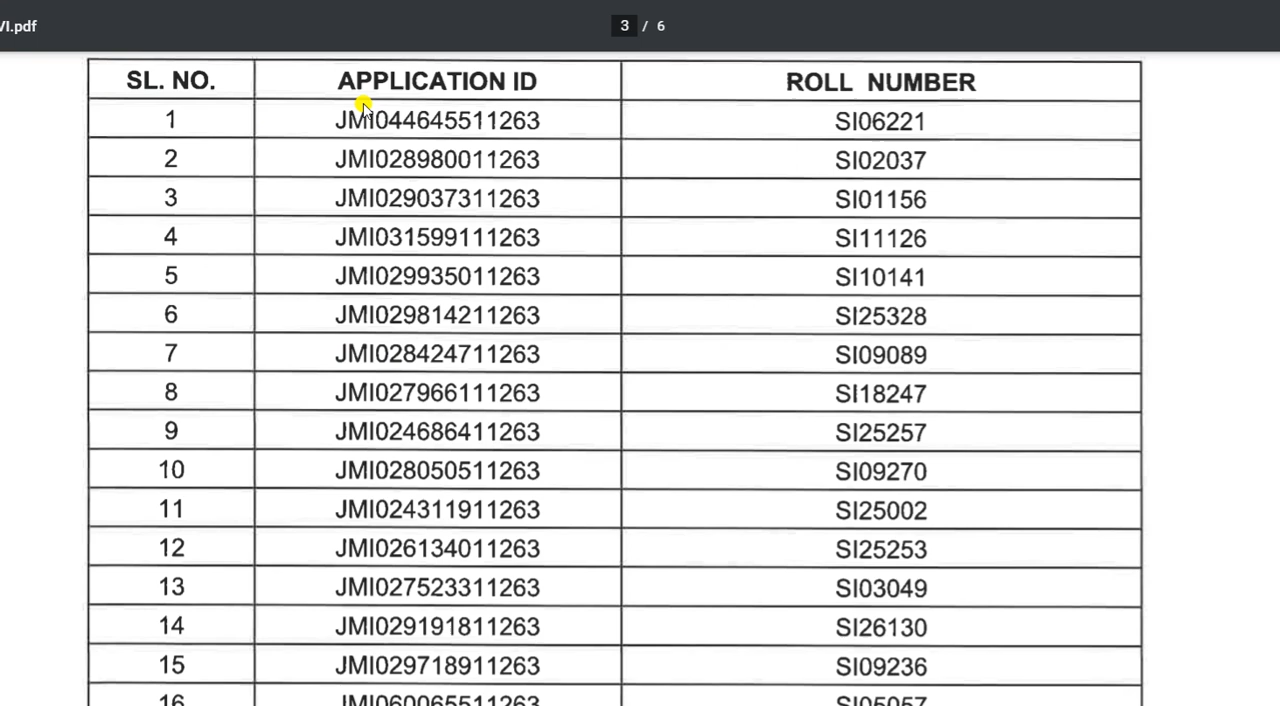 VI.pdf
3 / 6
SL. NO. APPLICATION ID ROLL NUMBER
1 JMI044645511263 SI06221
2 JMI028980011263 SI02037
3 JMI029037311263 SI01156
4 JMI031599111263 SI11126
5 JMI029935011263 SI10141
6 JMI029814211263 SI25328
7 JMI028424711263 SI09089
8 JMI027966111263 SI18247
9 JMI024686411263 SI25257
10 JMI028050511263 SI09270
11 JMI024311911263 SI25002
12 JMI026134011263 SI25253
13 JMI027523311263 SI03049
14 JMI029191811263 SI26130
15 JMI029718911263 SI09236
16 JMI060065511263 SI05057